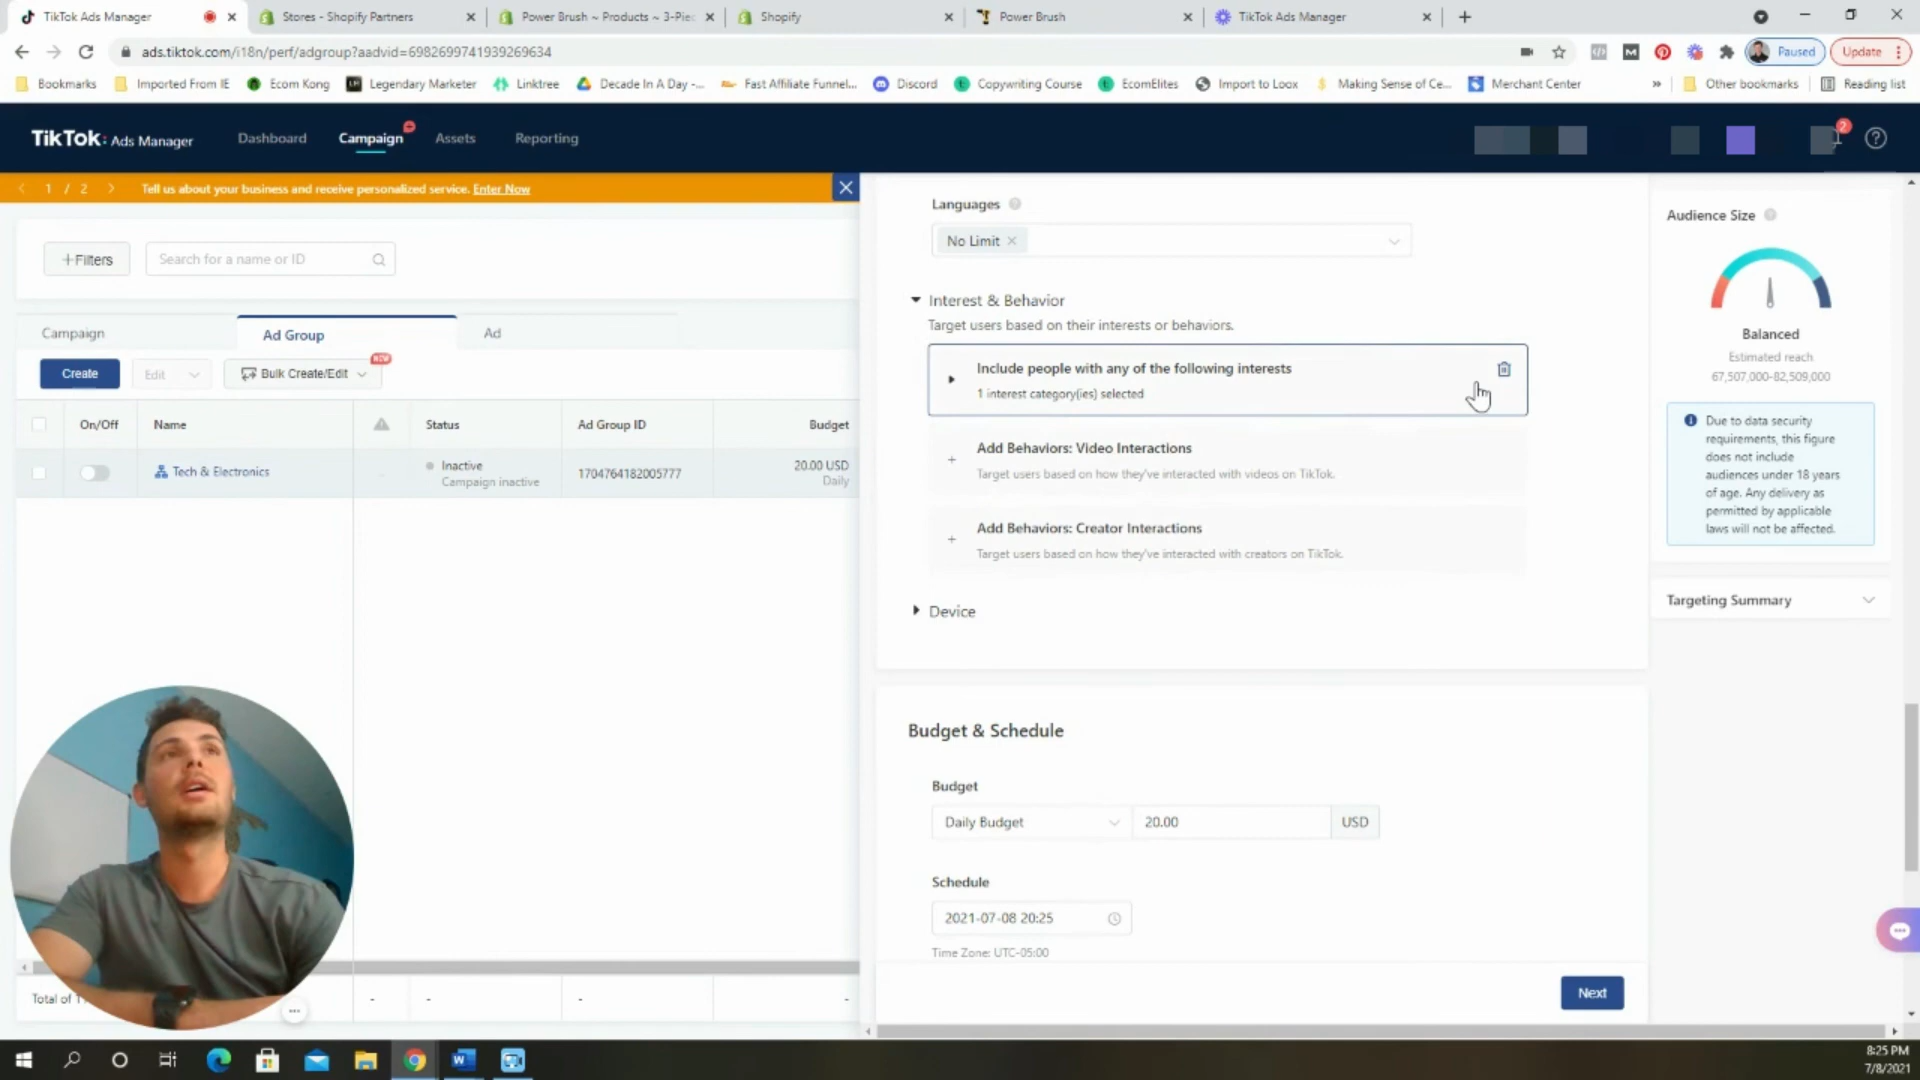 TikTok Ads Manager
Stores - Shopify Partners
Power Brush ~ Products ~ 3-Piec
Shopify
Power Brush
TikTok Ads Manager
ads.tiktok.com/i18n/perf/adgroup?aadvid=6982699741939269634
Paused
Update
Bookmarks
Imported From IE
Ecom Kong
Legendary Marketer
Linktree
Decade In A Day -...
Fast Affiliate Funnel...
Discord
Copywriting Course
EcomElites
Import to Loox
Making Sense of Ce...
Merchant Center
Other bookmarks
Reading list
TikTok: Ads Manager
Dashboard
Campaign
Assets
Reporting
2
1 / 2
Tell us about your business and receive personalized service. Enter Now
+Filters
Search for a name or ID
Campaign
Ad Group
Ad
Create
Edit
Bulk Create/Edit
NEW
On/Off
Name
Status
Ad Group ID
Budget
Tech & Electronics
-
Inactive
Campaign inactive
1704764182005777
20.00 USD
Daily
Total of 1
-
-
-
-
Languages
No Limit
Interest & Behavior
Target users based on their interests or behaviors.
Include people with any of the following interests
1 interest category(ies) selected
Add Behaviors: Video Interactions
Target users based on how they've interacted with videos on TikTok.
Add Behaviors: Creator Interactions
Target users based on how they've interacted with creators on TikTok.
Device
Budget & Schedule
Budget
Daily Budget
20.00
USD
Schedule
2021-07-08 20:25
Time Zone: UTC-05:00
Next
Audience Size
Balanced
Estimated reach
67,507,000-82,509,000
Due to data security
requirements, this figure
does not include
audiences under 18 years
of age. Any delivery as
permitted by applicable
laws will not be affected.
Targeting Summary
8:25 PM
7/8/2021